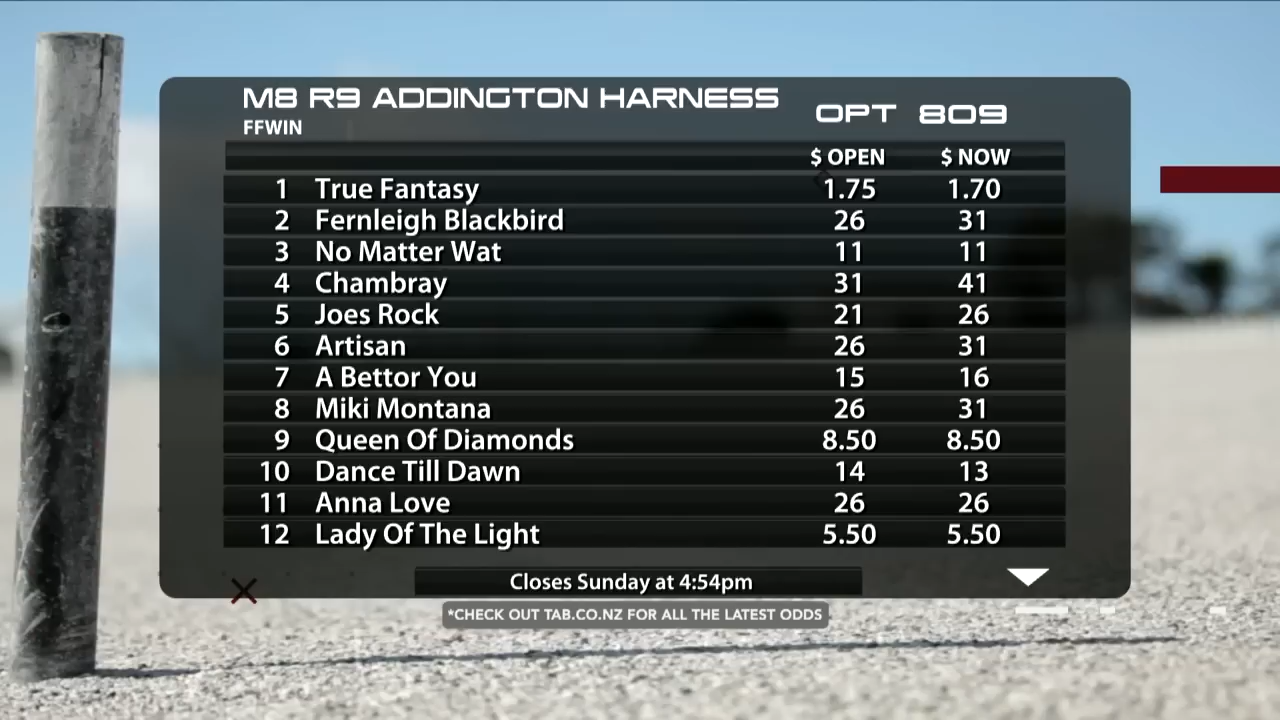 M8 R9 ADDINGTON HARNESS OPT 809
FFWIN
$ OPEN $ NOW
1 True Fantasy 1.75 1.70
2 Fernleigh Blackbird 26 31
3 No Matter Wat 11 11
4 Chambray 31 41
5 Joes Rock 21 26
6 Artisan 26 31
7 A Bettor You 15 16
8 Miki Montana 26 31
9 Queen Of Diamonds 8.50 8.50
10 Dance Till Dawn 14 13
11 Anna Love 26 26
12 Lady Of The Light 5.50 5.50
Closes Sunday at 4:54pm
*CHECK OUT TAB.CO.NZ FOR ALL THE LATEST ODDS